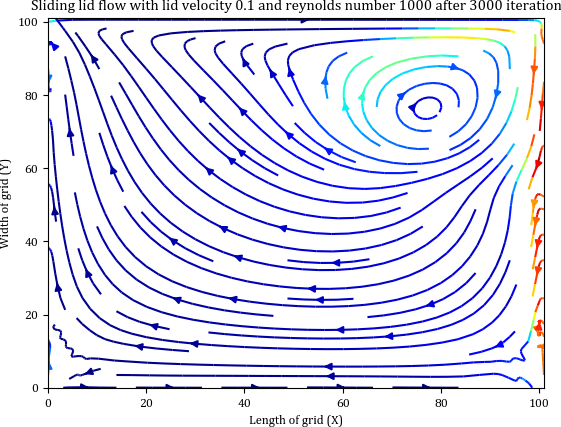 Sliding lid flow with lid velocity 0.1 and reynolds number 1000 after 3000 iteration
100
80
60
40
20
0
Width of grid (Y)
0 20 40 60 80 100
Length of grid (X)